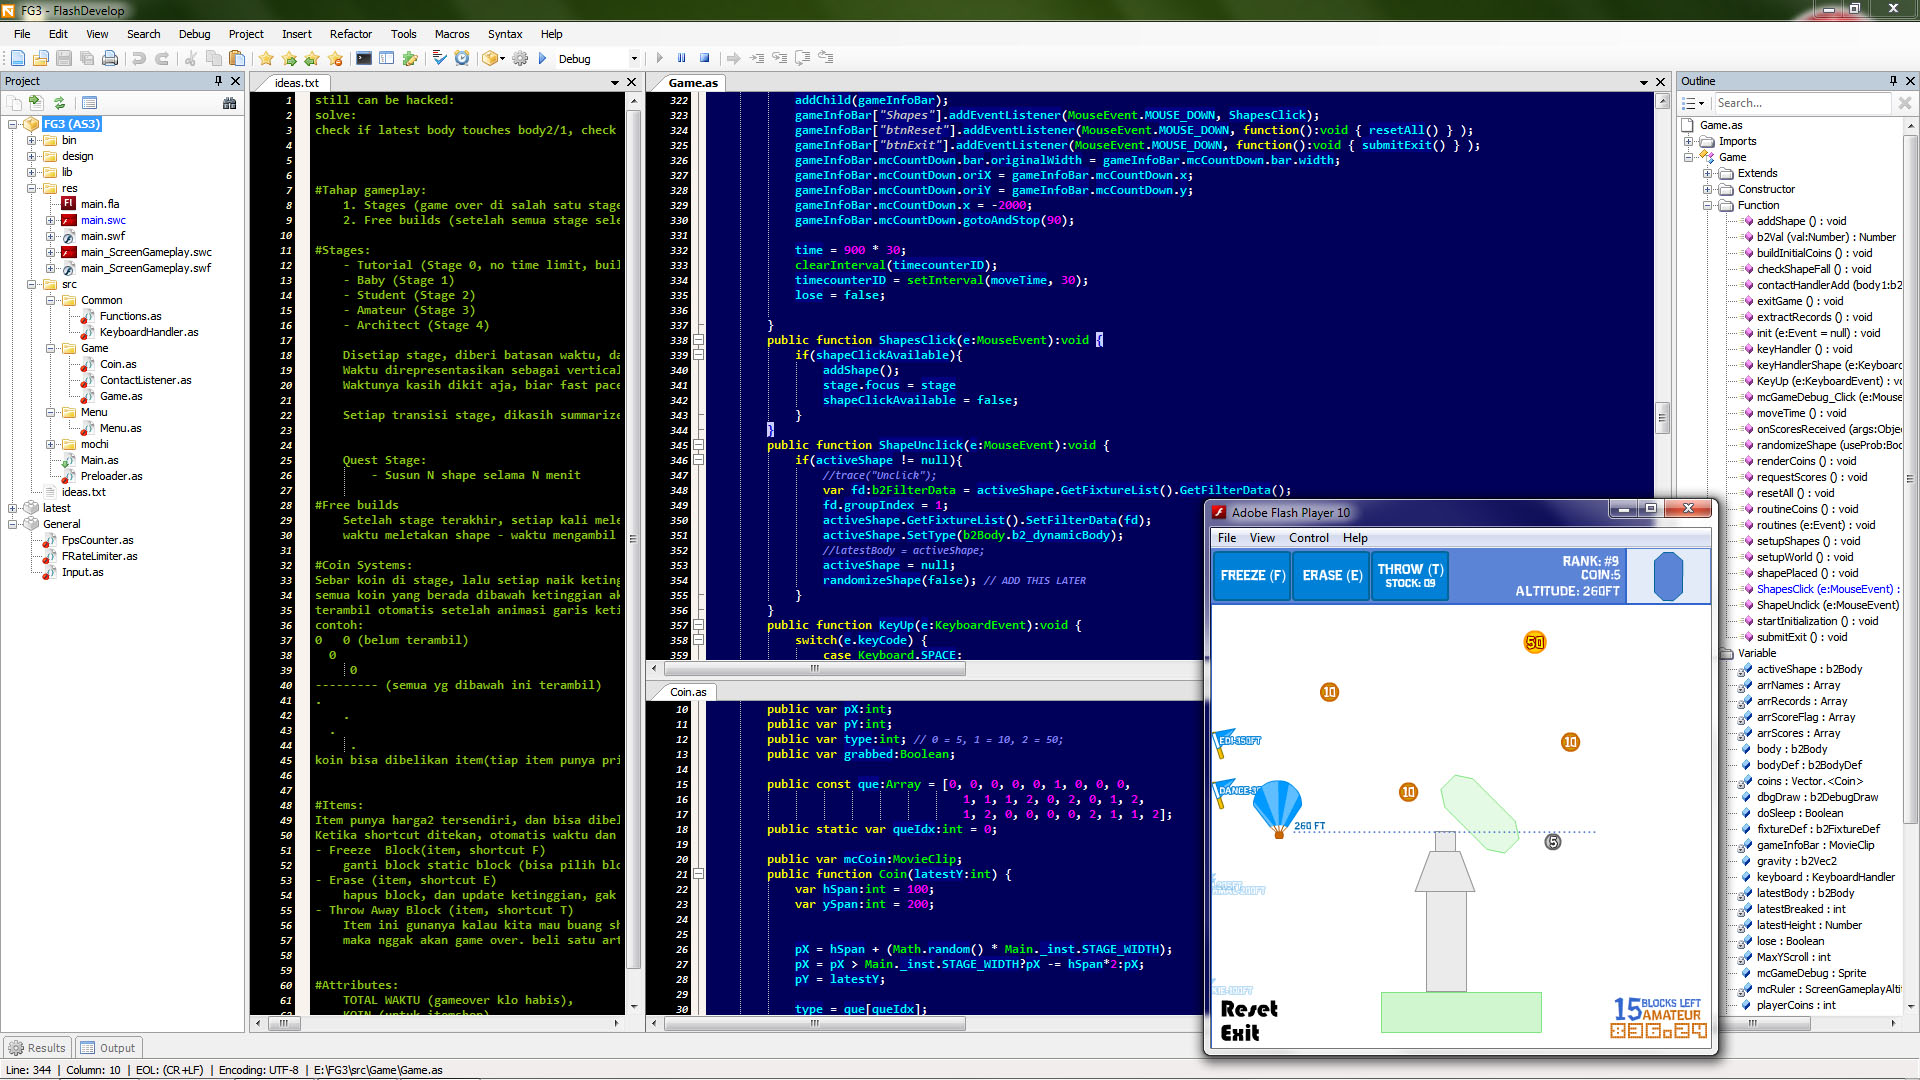 FG3 - FlashDevelop
File Edit View Search Debug Project Insert Refactor Tools Macros Syntax Help
Debug
Project
FG3 (AS3)
bin
design
lib
res
main.fla
main.swc
main.swf
main_ScreenGameplay.swc
main_ScreenGameplay.swf
src
Common
Functions.as
KeyboardHandler.as
Game
Coin.as
ContactListener.as
Game.as
Menu
Menu.as
mochi
Main.as
Preloader.as
ideas.txt
latest
General
FpsCounter.as
FRateLimiter.as
Input.as
Results Output
Line: 344 | Column: 10 | EOL: (CR+LF) | Encoding: UTF-8 | E:\FG3\src\Game\Game.as
ideas.txt
1 still can be hacked:
2 solve:
3 check if latest body touches body2/1, check
4
5
6
7 #Tahap gameplay:
8 1. Stages (game over di salah satu stage
9 2. Free builds (setelah semua stage sele
10
11 #Stages:
12 - Tutorial (Stage 0, no time limit, buil
13 - Baby (Stage 1)
14 - Student (Stage 2)
15 - Amateur (Stage 3)
16 - Architect (Stage 4)
17
18 Disetiap stage, diberi batasan waktu, da
19 Waktu direpresentasikan sebagai vertical
20 Waktunya kasih dikit aja, biar fast pace
21
22 Setiap transisi stage, dikasih summarize
23
24
25 Quest Stage:
26 - Susun N shape selama N menit
27
28 #Free builds
29 Setelah stage terakhir, setiap kali mele
30 waktu meletakan shape - waktu mengambil
31
32 #Coin Systems:
33 Sebar koin di stage, lalu setiap naik keting
34 semua koin yang berada dibawah ketinggian ak
35 terambil otomatis setelah animasi garis keti
36 contoh:
37 0 0 (belum terambil)
38 0
39 0
40 --------- (semua yg dibawah ini terambil)
41 .
42 .
43 .
44 .
45 koin bisa dibelikan item(tiap item punya pri
46
47
48 #Items:
49 Item punya harga2 tersendiri, dan bisa dibel
50 Ketika shortcut ditekan, otomatis waktu dan
51 - Freeze Block(item, shortcut F)
52 ganti block static block (bisa pilih blo
53 - Erase (item, shortcut E)
54 hapus block, dan update ketinggian, gak
55 - Throw Away Block (item, shortcut T)
56 Item ini gunanya kalau kita mau buang sh
57 maka nggak akan game over. beli satu art
58
59
60 #Attributes:
61 TOTAL WAKTU (gameover klo habis),
62 KOIN (untuk itemshop)
Game.as
322 addChild(gameInfoBar);
323 gameInfoBar["Shapes"].addEventListener(MouseEvent.MOUSE_DOWN, ShapesClick);
324 gameInfoBar["btnReset"].addEventListener(MouseEvent.MOUSE_DOWN, function():void { resetAll() } );
325 gameInfoBar["btnExit"].addEventListener(MouseEvent.MOUSE_DOWN, function():void { submitExit() } );
326 gameInfoBar.mcCountDown.bar.originalWidth = gameInfoBar.mcCountDown.bar.width;
327 gameInfoBar.mcCountDown.oriX = gameInfoBar.mcCountDown.x;
328 gameInfoBar.mcCountDown.oriY = gameInfoBar.mcCountDown.y;
329 gameInfoBar.mcCountDown.x = -2000;
330 gameInfoBar.mcCountDown.gotoAndStop(90);
331
332 time = 900 * 30;
333 clearInterval(timecounterID);
334 timecounterID = setInterval(moveTime, 30);
335 lose = false;
336
337 }
338 public function ShapesClick(e:MouseEvent):void {
339 if(shapeClickAvailable){
340 addShape();
341 stage.focus = stage
342 shapeClickAvailable = false;
343 }
344 }
345 public function ShapeUnclick(e:MouseEvent):void {
346 if(activeShape != null){
347 //trace("Unclick");
348 var fd:b2FilterData = activeShape.GetFixtureList().GetFilterData();
349 fd.groupIndex = 1;
350 activeShape.GetFixtureList().SetFilterData(fd);
351 activeShape.SetType(b2Body.b2_dynamicBody);
352 //latestBody = activeShape;
353 activeShape = null;
354 randomizeShape(false); // ADD THIS LATER
355 }
356 }
357 public function KeyUp(e:KeyboardEvent):void {
358 switch(e.keyCode) {
359 case Keyboard.SPACE:
Coin.as
10 public var pX:int;
11 public var pY:int;
12 public var type:int; // 0 = 5, 1 = 10, 2 = 50;
13 public var grabbed:Boolean;
14
15 public const que:Array = [0, 0, 0, 0, 0, 1, 0, 0, 0,
16 1, 1, 1, 2, 0, 2, 0, 1, 2,
17 1, 2, 0, 0, 0, 0, 2, 1, 1, 2];
18 public static var queIdx:int = 0;
19
20 public var mcCoin:MovieClip;
21 public function Coin(latestY:int) {
22 var hSpan:int = 100;
23 var ySpan:int = 200;
24
25
26 pX = hSpan + (Math.random() * Main._inst.STAGE_WIDTH);
27 pX = pX > Main._inst.STAGE_WIDTH?pX -= hSpan*2:pX;
28 pY = latestY;
29
30 type = que[queIdx];
Adobe Flash Player 10
File View Control Help
FREEZE (F) ERASE (E) THROW (T)
STOCK: 09
RANK: #9
COIN:5
ALTITUDE: 260FT
50
10
10
10
5
EDI-350FT
260 FT
Reset
Exit
15 BLOCKS LEFT
AMATEUR
Outline
Search...
Game.as
Imports
Game
Extends
Constructor
Function
addShape () : void
b2Val (val:Number) : Number
buildInitialCoins () : void
checkShapeFall () : void
contactHandlerAdd (body1:b2
exitGame () : void
extractRecords () : void
init (e:Event = null) : void
keyHandler () : void
keyHandlerShape (e:Keyboard
KeyUp (e:KeyboardEvent) : vo
mcGameDebug_Click (e:Mouse
moveTime () : void
onScoresReceived (args:Objec
randomizeShape (useProb:Boo
renderCoins () : void
requestScores () : void
resetAll () : void
routineCoins () : void
routines (e:Event) : void
setupShapes () : void
setupWorld () : void
shapePlaced () : void
ShapesClick (e:MouseEvent) :
ShapeUnclick (e:MouseEvent)
startInitialization () : void
submitExit () : void
Variable
activeShape : b2Body
arrNames : Array
arrRecords : Array
arrScoreFlag : Array
arrScores : Array
body : b2Body
bodyDef : b2BodyDef
coins : Vector.<Coin>
dbgDraw : b2DebugDraw
doSleep : Boolean
fixtureDef : b2FixtureDef
gameInfoBar : MovieClip
gravity : b2Vec2
keyboard : KeyboardHandler
latestBody : b2Body
latestBreaked : int
latestHeight : Number
lose : Boolean
MaxYScroll : int
mcGameDebug : Sprite
mcRuler : ScreenGameplayAlti
playerCoins : int